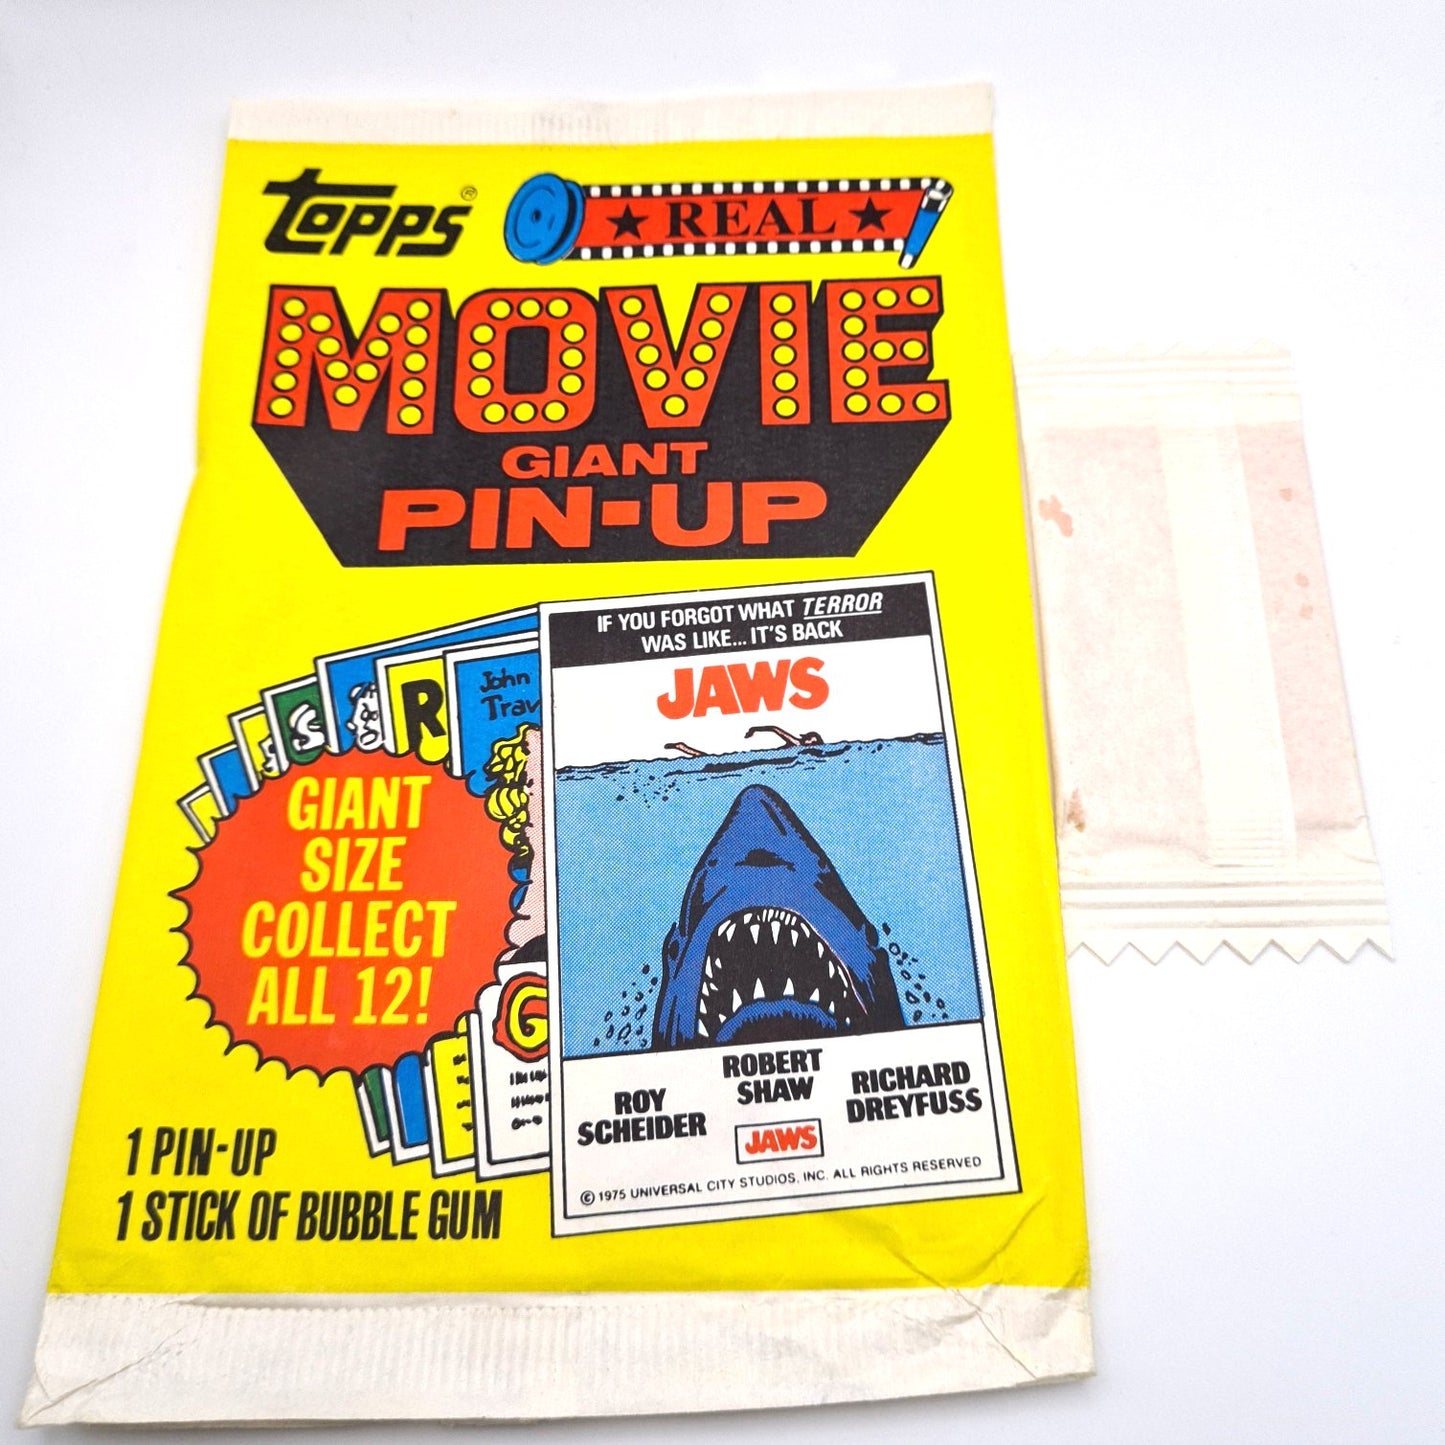 Topps®
★ REAL ★
MOVIE
GIANT
PIN-UP
IF YOU FORGOT WHAT TERROR
WAS LIKE... IT'S BACK
JAWS
John
Trav
S
R
GIANT
SIZE
COLLECT
ALL 12!
G
ROY
SCHEIDER
ROBERT
SHAW
RICHARD
DREYFUSS
JAWS
© 1975 UNIVERSAL CITY STUDIOS, INC. ALL RIGHTS RESERVED
1 PIN-UP
1 STICK OF BUBBLE GUM